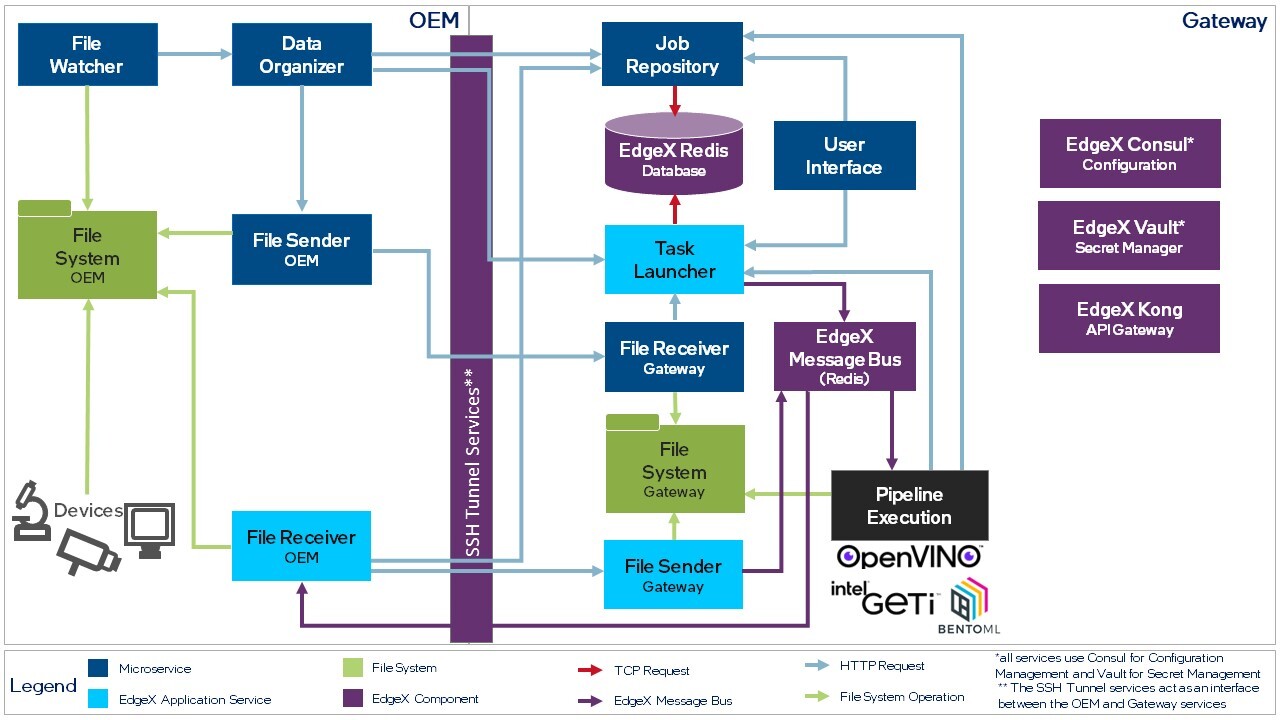 OEM
Gateway
File
Watcher
Data
Organizer
Job
Repository
EdgeX Redis
Database
User
Interface
EdgeX Consul*
Configuration
EdgeX Vault*
Secret Manager
EdgeX Kong
API Gateway
File
System
OEM
File Sender
OEM
Task
Launcher
File Receiver
Gateway
EdgeX
Message Bus
(Redis)
SSH Tunnel Services**
File
System
Gateway
Pipeline
Execution
Devices
File Receiver
OEM
File Sender
Gateway
OpenVINO™
intel®
GETi™
BENTOML
Legend
Microservice
EdgeX Application Service
File System
EdgeX Component
TCP Request
EdgeX Message Bus
HTTP Request
File System Operation
*all services use Consul for Configuration
Management and Vault for Secret Management
** The SSH Tunnel services act as an interface
between the OEM and Gateway services